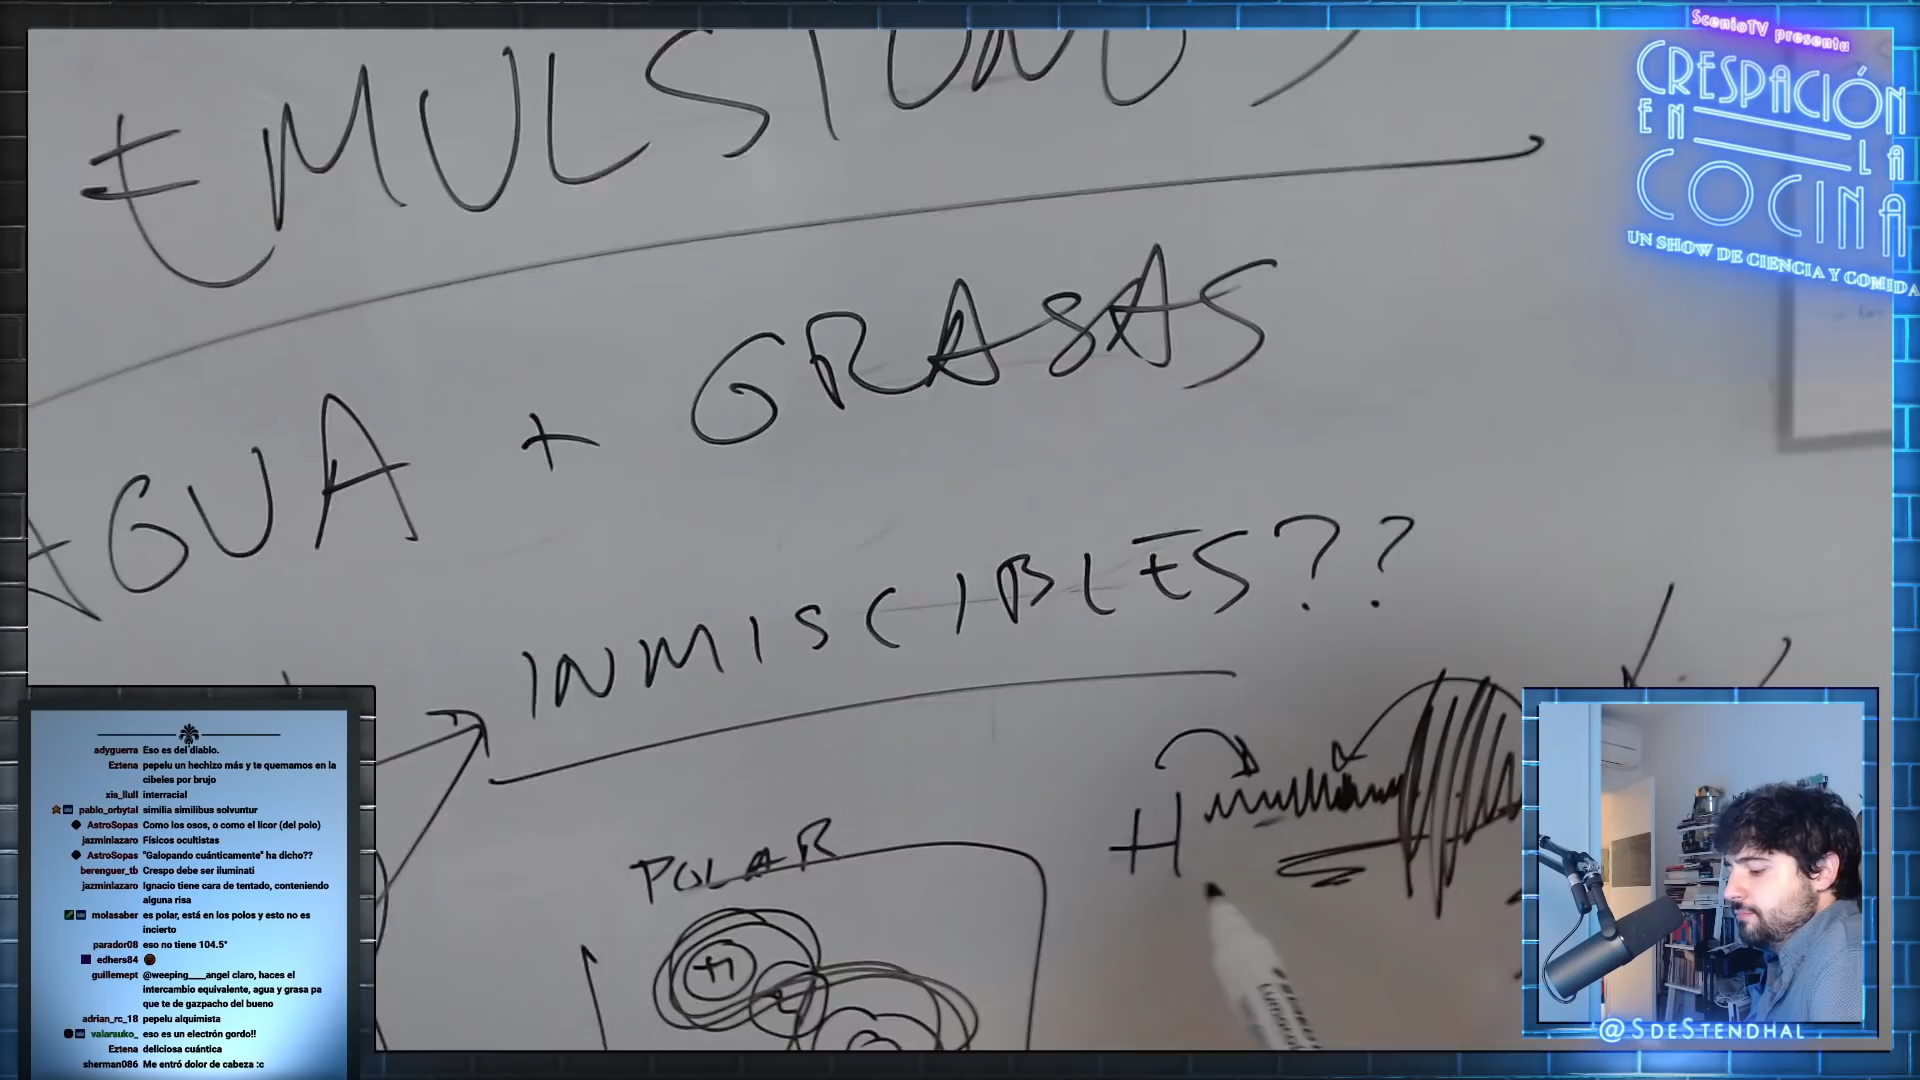 ScenioTV presenta
CRESPACIÓN
EN LA
COCINA
UN SHOW DE CIENCIA Y COMIDA
EMULSIONES
AGUA + GRASAS
INMISCIBLES??
POLAR
H
+1
adyguerra Eso es del diablo.
Eztena pepelu un hechizo más y te quemamos en la
cibeles por brujo
xis_llull interracial
pablo_orbytal similia similibus solvuntur
AstroSopas Como los osos, o como el licor (del polo)
jazminlazaro Físicos ocultistas
AstroSopas "Galopando cuánticamente" ha dicho??
berenguer_tb Crespo debe ser iluminati
jazminlazaro Ignacio tiene cara de tentado, conteniendo
alguna risa
molasaber es polar, está en los polos y esto no es
incierto
parador08 eso no tiene 104.5°
edhers84
guillemept @weeping____angel claro, haces el
intercambio equivalente, agua y grasa pa
que te de gazpacho del bueno
adrian_rc_18 pepelu alquimista
valarauko_ eso es un electrón gordo!!
Eztena deliciosa cuántica
sherman086 Me entró dolor de cabeza :c
@SDESTENDHAL